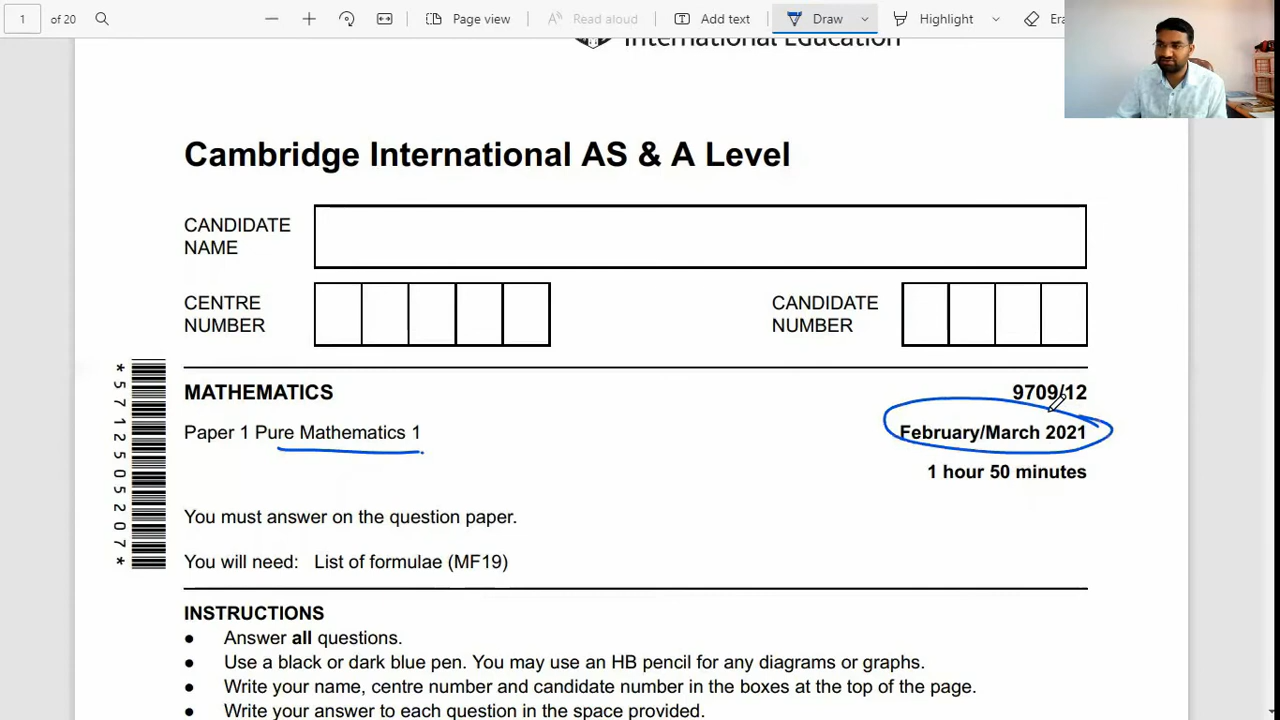 1 of 20 Page view Read aloud Add text Draw Highlight
International Education
Cambridge International AS & A Level
CANDIDATE NAME
CENTRE NUMBER
CANDIDATE NUMBER
MATHEMATICS 9709/12
Paper 1 Pure Mathematics 1 February/March 2021
1 hour 50 minutes
You must answer on the question paper.
You will need: List of formulae (MF19)
INSTRUCTIONS
● Answer all questions.
● Use a black or dark blue pen. You may use an HB pencil for any diagrams or graphs.
● Write your name, centre number and candidate number in the boxes at the top of the page.
● Write your answer to each question in the space provided.
*5712505207*